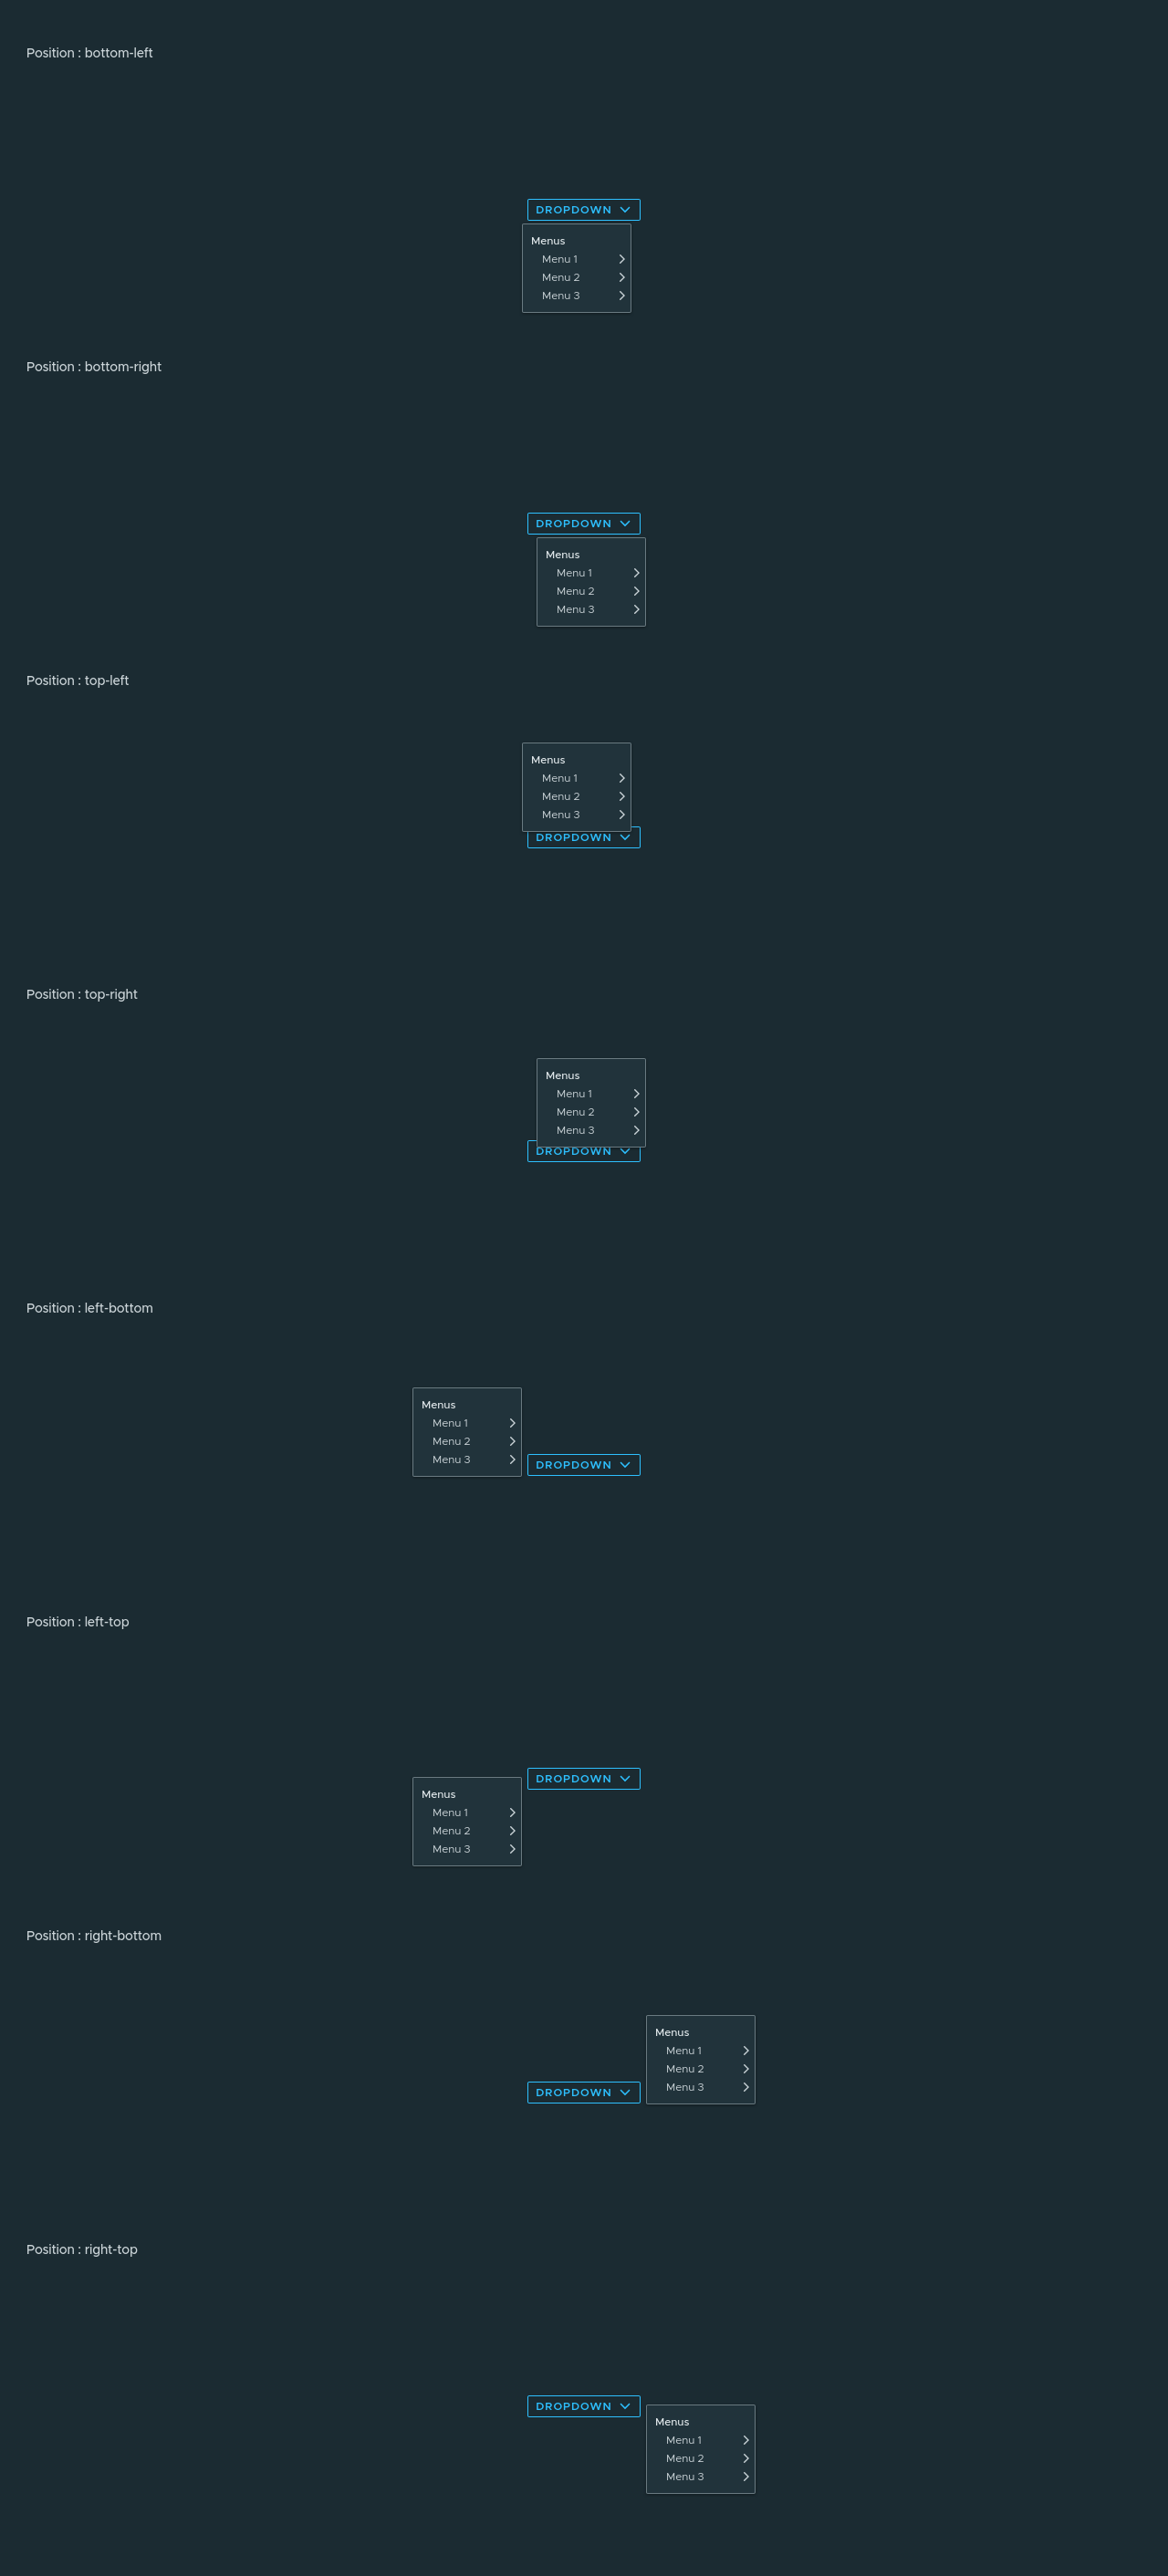 Position : bottom-left
DROPDOWN
Menus
Menu 1
Menu 2
Menu 3
Position : bottom-right
DROPDOWN
Menus
Menu 1
Menu 2
Menu 3
Position : top-left
Menus
Menu 1
Menu 2
Menu 3
DROPDOWN
Position : top-right
Menus
Menu 1
Menu 2
Menu 3
DROPDOWN
Position : left-bottom
Menus
Menu 1
Menu 2
Menu 3
DROPDOWN
Position : left-top
DROPDOWN
Menus
Menu 1
Menu 2
Menu 3
Position : right-bottom
Menus
Menu 1
Menu 2
Menu 3
DROPDOWN
Position : right-top
DROPDOWN
Menus
Menu 1
Menu 2
Menu 3